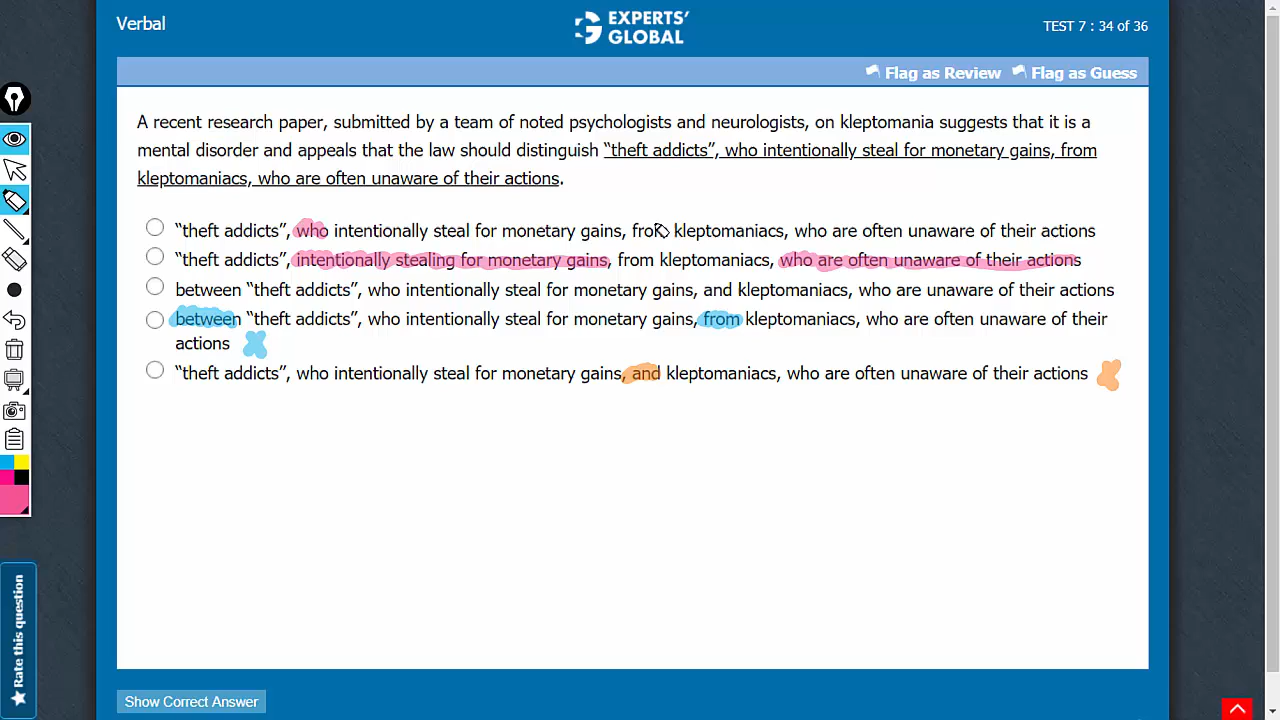 Verbal
EXPERTS'
GLOBAL
TEST 7 : 34 of 36
Flag as Review
Flag as Guess
A recent research paper, submitted by a team of noted psychologists and neurologists, on kleptomania suggests that it is a
mental disorder and appeals that the law should distinguish “theft addicts”, who intentionally steal for monetary gains, from
kleptomaniacs, who are often unaware of their actions.
“theft addicts”, who intentionally steal for monetary gains, from kleptomaniacs, who are often unaware of their actions
“theft addicts”, intentionally stealing for monetary gains, from kleptomaniacs, who are often unaware of their actions
between “theft addicts”, who intentionally steal for monetary gains, and kleptomaniacs, who are unaware of their actions
between “theft addicts”, who intentionally steal for monetary gains, from kleptomaniacs, who are often unaware of their
actions
“theft addicts”, who intentionally steal for monetary gains, and kleptomaniacs, who are often unaware of their actions
Rate this question
Show Correct Answer